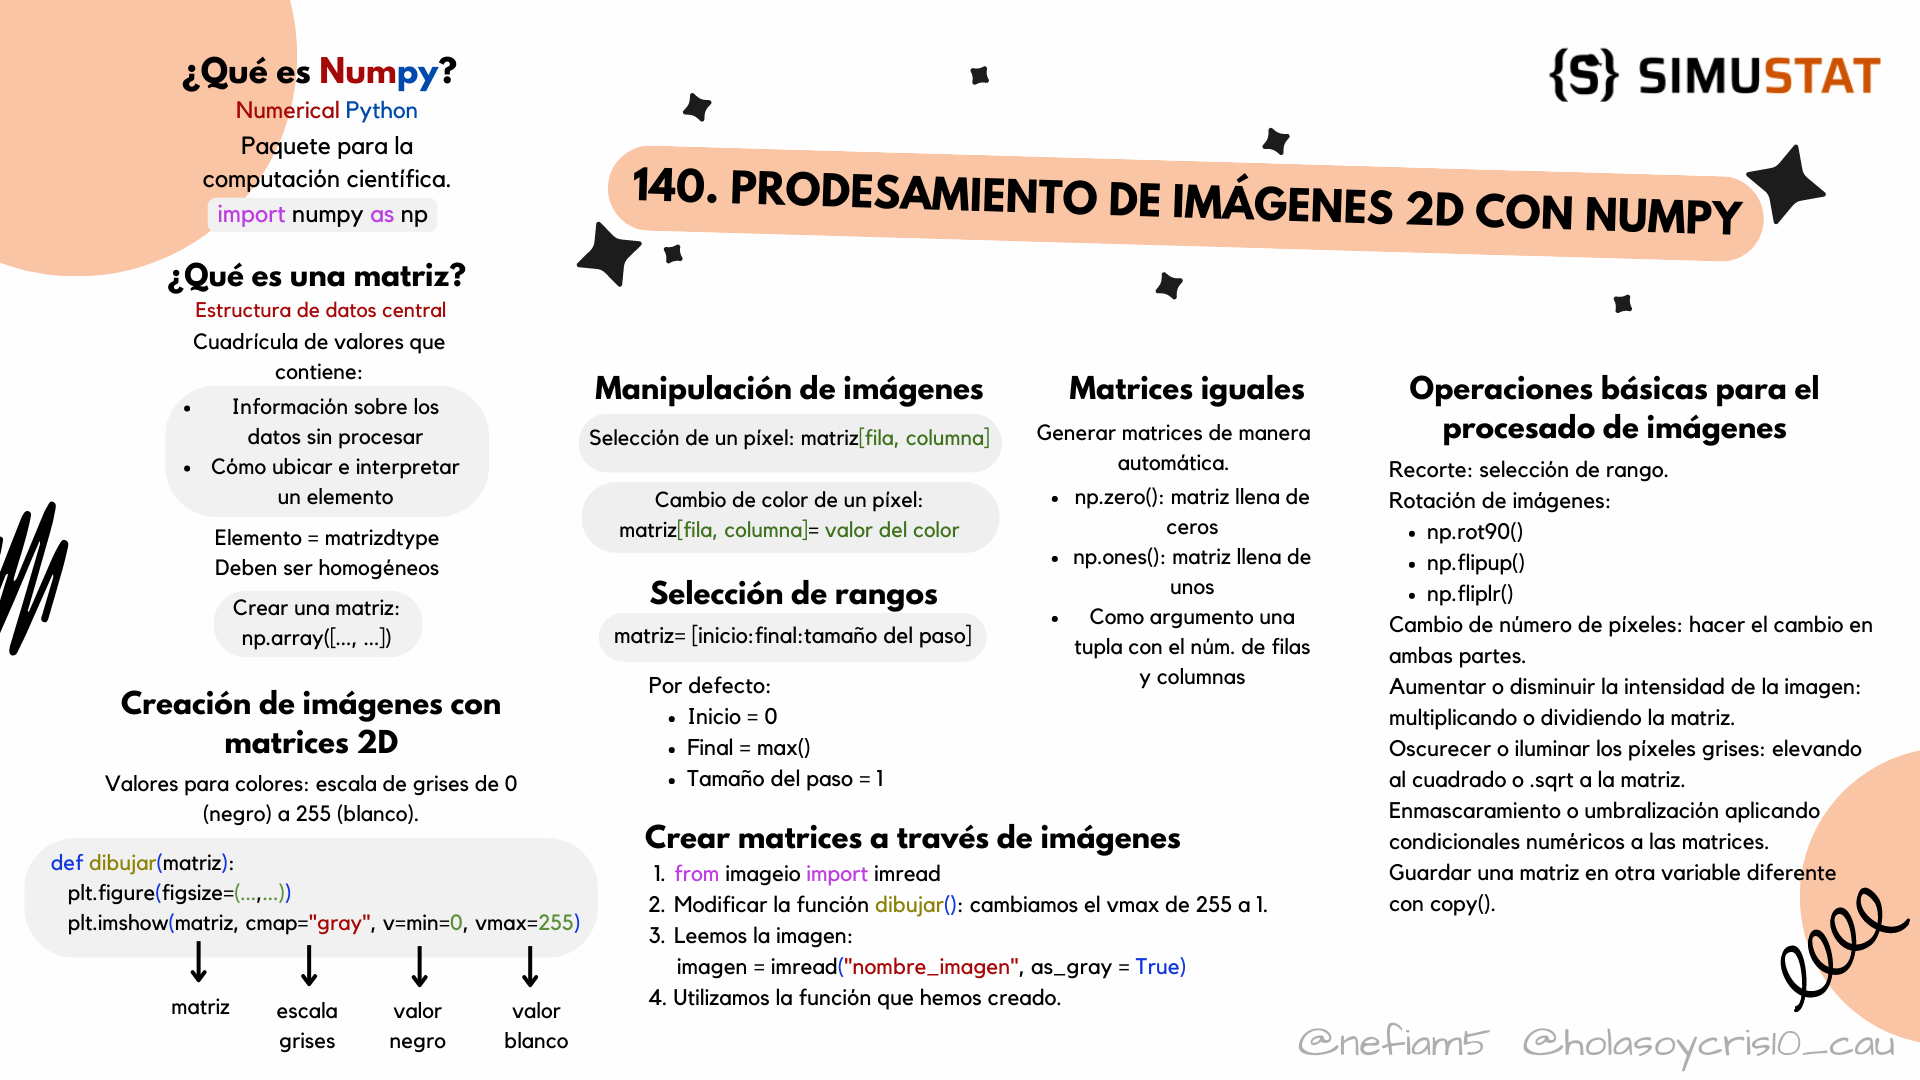 ¿Qué es Numpy?
Numerical Python
Paquete para la
computación científica.
import numpy as np
¿Qué es una matriz?
Estructura de datos central
Cuadrícula de valores que
contiene:
• Información sobre los
datos sin procesar
• Cómo ubicar e interpretar
un elemento
Elemento = matrizdtype
Deben ser homogéneos
Crear una matriz:
np.array([..., ...])
Creación de imágenes con
matrices 2D
Valores para colores: escala de grises de 0
(negro) a 255 (blanco).
def dibujar(matriz):
plt.figure(figsize=(...,...))
plt.imshow(matriz, cmap="gray", v=min=0, vmax=255)
matriz
escala
grises
valor
negro
valor
blanco
{S} SIMUSTAT
140. PRODESAMIENTO DE IMÁGENES 2D CON NUMPY
Manipulación de imágenes
Selección de un píxel: matriz[fila, columna]
Cambio de color de un píxel:
matriz[fila, columna]= valor del color
Selección de rangos
matriz= [inicio:final:tamaño del paso]
Por defecto:
• Inicio = 0
• Final = max()
• Tamaño del paso = 1
Crear matrices a través de imágenes
1. from imageio import imread
2. Modificar la función dibujar(): cambiamos el vmax de 255 a 1.
3. Leemos la imagen:
imagen = imread("nombre_imagen", as_gray = True)
4. Utilizamos la función que hemos creado.
Matrices iguales
Generar matrices de manera
automática.
• np.zero(): matriz llena de
ceros
• np.ones(): matriz llena de
unos
• Como argumento una
tupla con el núm. de filas
y columnas
Operaciones básicas para el
procesado de imágenes
Recorte: selección de rango.
Rotación de imágenes:
• np.rot90()
• np.flipup()
• np.fliplr()
Cambio de número de píxeles: hacer el cambio en
ambas partes.
Aumentar o disminuir la intensidad de la imagen:
multiplicando o dividiendo la matriz.
Oscurecer o iluminar los píxeles grises: elevando
al cuadrado o .sqrt a la matriz.
Enmascaramiento o umbralización aplicando
condicionales numéricos a las matrices.
Guardar una matriz en otra variable diferente
con copy().
@nefiam5 @holasoycris10_cau